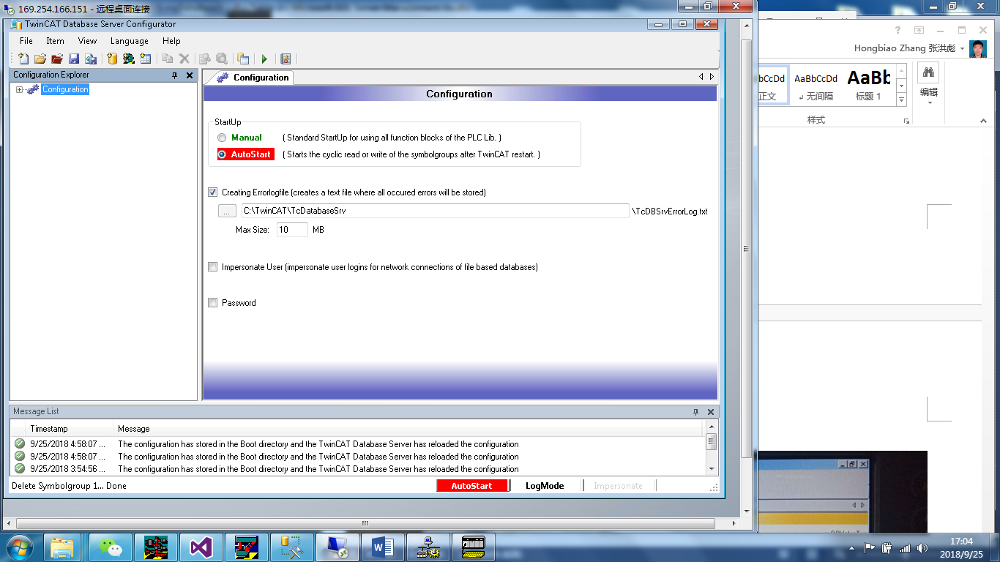 169.254.166.151 - 远程桌面连接
TwinCAT Database Server Configurator
File Item View Language Help
Configuration Explorer
Configuration
Configuration
Configuration
StartUp
Manual ( Standard StartUp for using all function blocks of the PLC Lib. )
AutoStart ( Starts the cyclic read or write of the symbolgroups after TwinCAT restart. )
Creating Errorlogfile (creates a text file where all occured errors will be stored)
... C:\TwinCAT\TcDatabaseSrv \TcDBSrvErrorLog.txt
Max Size: 10 MB
Impersonate User (impersonate user logins for network connections of file based databases)
Password
Message List
Timestamp Message
9/25/2018 4:58:07 ... The configuration has stored in the Boot directory and the TwinCAT Database Server has reloaded the configuration
9/25/2018 4:58:07 ... The configuration has stored in the Boot directory and the TwinCAT Database Server has reloaded the configuration
9/25/2018 3:54:56 ... The configuration has stored in the Boot directory and the TwinCAT Database Server has reloaded the configuration
Delete Symbolgroup 1... Done AutoStart LogMode Impersonate
Hongbiao Zhang 张洪彪
bCcDd AaBbCcDd AaBb
正文 无间隔 标题 1
样式
编辑
17:04
2018/9/25